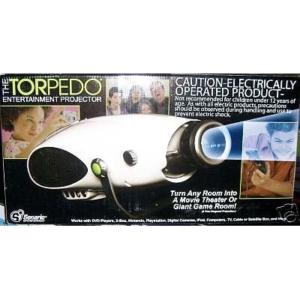 THE TORPEDO
ENTERTAINMENT PROJECTOR
CAUTION-ELECTRICALLY
OPERATED PRODUCT-
Not recommended for children under 12 years of
age. As with all electric products, precautions
should be observed during handling and use to
prevent electric shock.
Turn Any Room Into
A Movie Theater Or
Giant Game Room!
Works with DVD Players, X-Box, Nintendo, Playstation, Digital Cameras, iPod, Computers, TV, Cable or Satellite Box, and